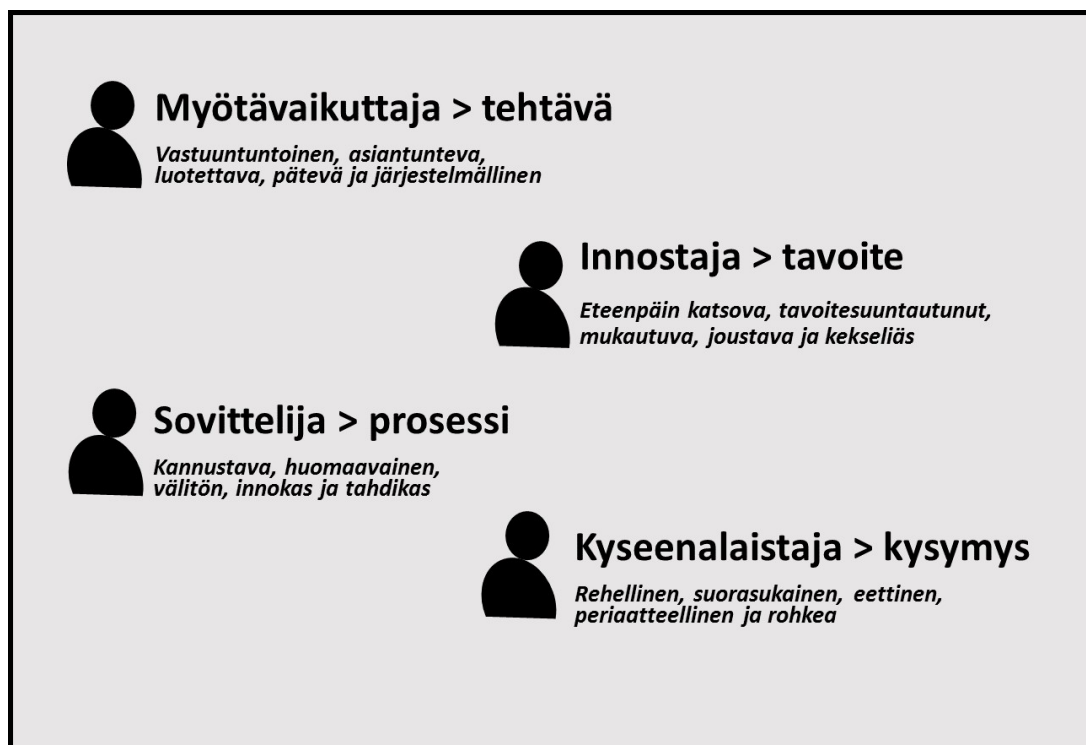 Myötävaikuttaja > tehtävä
Vastuuntuntoinen, asiantunteva,
luotettava, pätevä ja järjestelmällinen
Innostaja > tavoite
Eteenpäin katsova, tavoitesuuntautunut,
mukautuva, joustava ja kekseliäs
Sovittelija > prosessi
Kannustava, huomaavainen,
välitön, innokas ja tahdikas
Kyseenalaistaja > kysymys
Rehellinen, suorasukainen, eettinen,
periaatteellinen ja rohkea